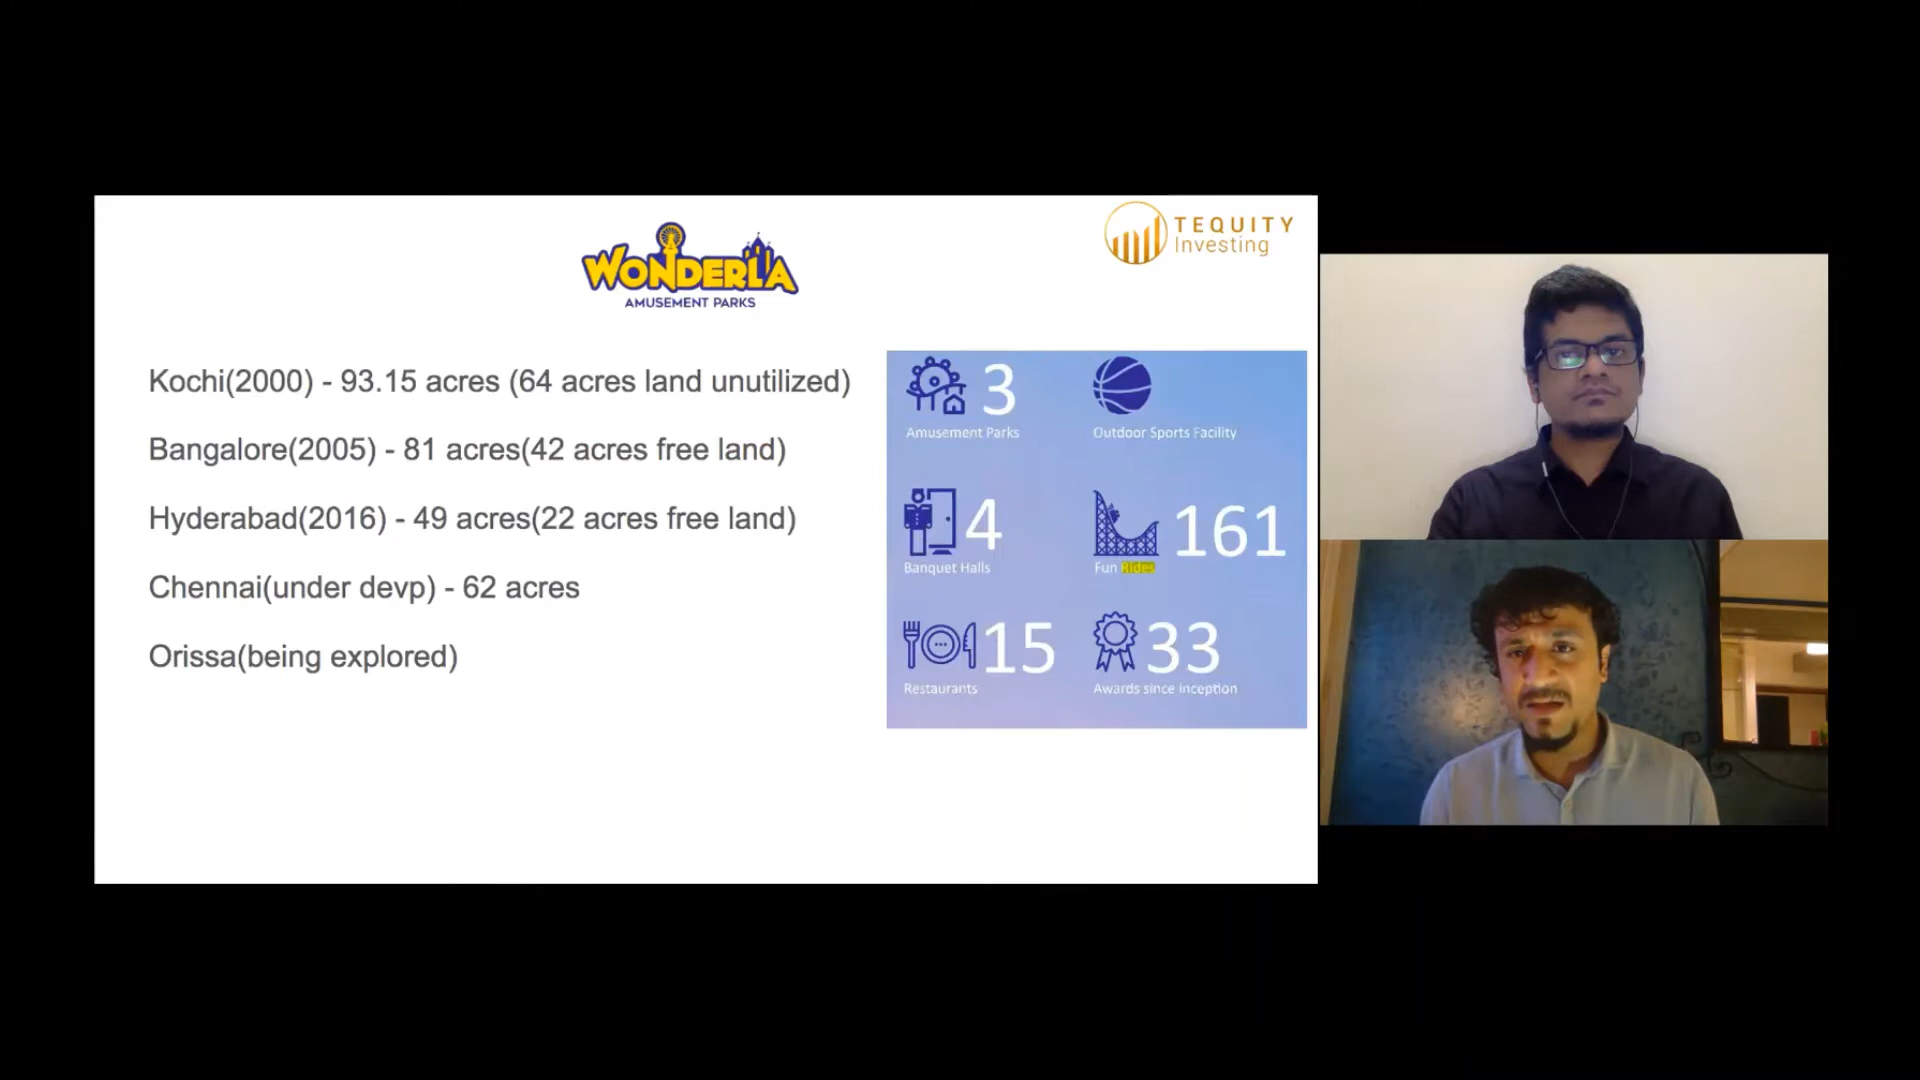 WONDERLA
AMUSEMENT PARKS
TEQUITY
Investing
Kochi(2000) - 93.15 acres (64 acres land unutilized)
Bangalore(2005) - 81 acres(42 acres free land)
Hyderabad(2016) - 49 acres(22 acres free land)
Chennai(under devp) - 62 acres
Orissa(being explored)
3
Amusement Parks
Outdoor Sports Facility
4
Banquet Halls
161
Fun Rides
15
Restaurants
33
Awards since inception